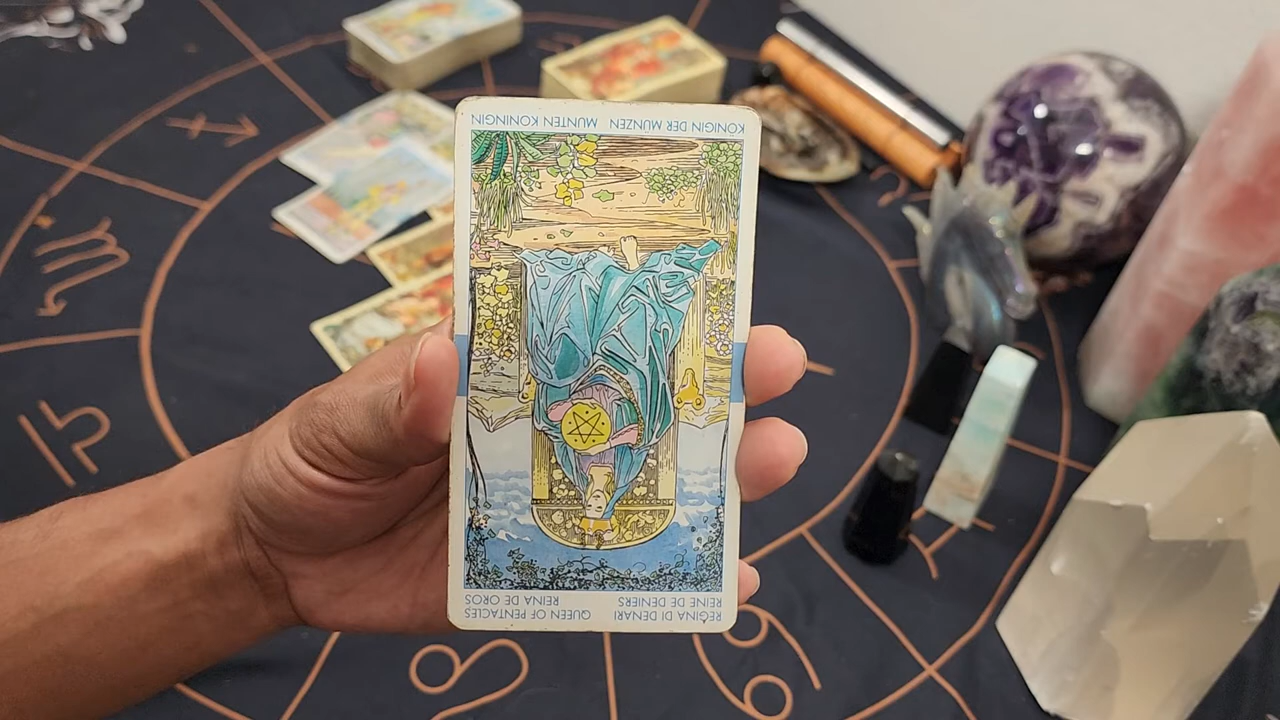 REGINA DI DENARI QUEEN OF PENTACLES
REINE DE DENIERS REINA DE OROS
KÖNIGIN DER MÜNZEN MUNTEN KONINGIN